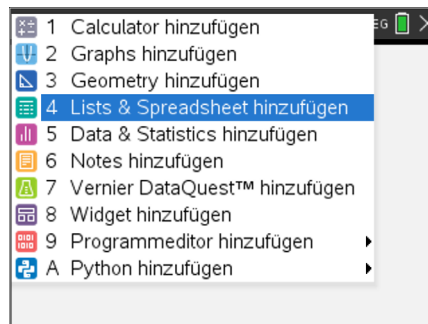 1 Calculator hinzufügen
2 Graphs hinzufügen
3 Geometry hinzufügen
4 Lists & Spreadsheet hinzufügen
5 Data & Statistics hinzufügen
6 Notes hinzufügen
7 Vernier DataQuest™ hinzufügen
8 Widget hinzufügen
9 Programmeditor hinzufügen
A Python hinzufügen